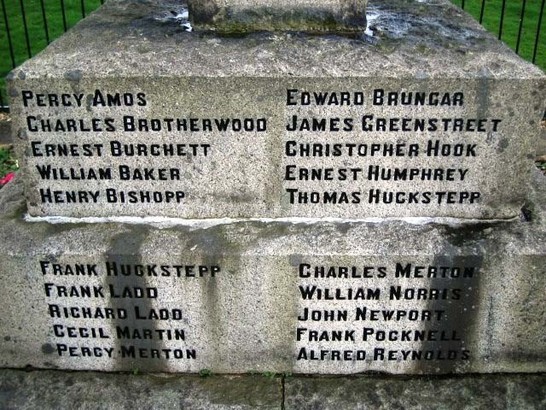 Percy Amos
Charles Brotherwood
Ernest Burchett
William Baker
Henry Bishopp
Edward Brungar
James Greenstreet
Christopher Hook
Ernest Humphrey
Thomas Huckstepp
Frank Huckstepp
Frank Ladd
Richard Ladd
Cecil Martin
Percy Merton
Charles Merton
William Norris
John Newport
Frank Pocknell
Alfred Reynolds